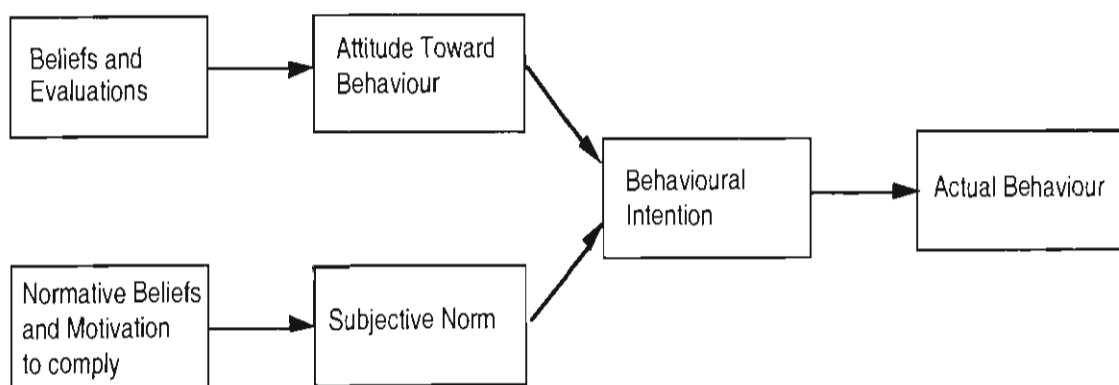 Beliefs and
Evaluations
Attitude Toward
Behaviour
Behavioural
Intention
Actual Behaviour
Normative Beliefs
and Motivation
to comply
Subjective Norm